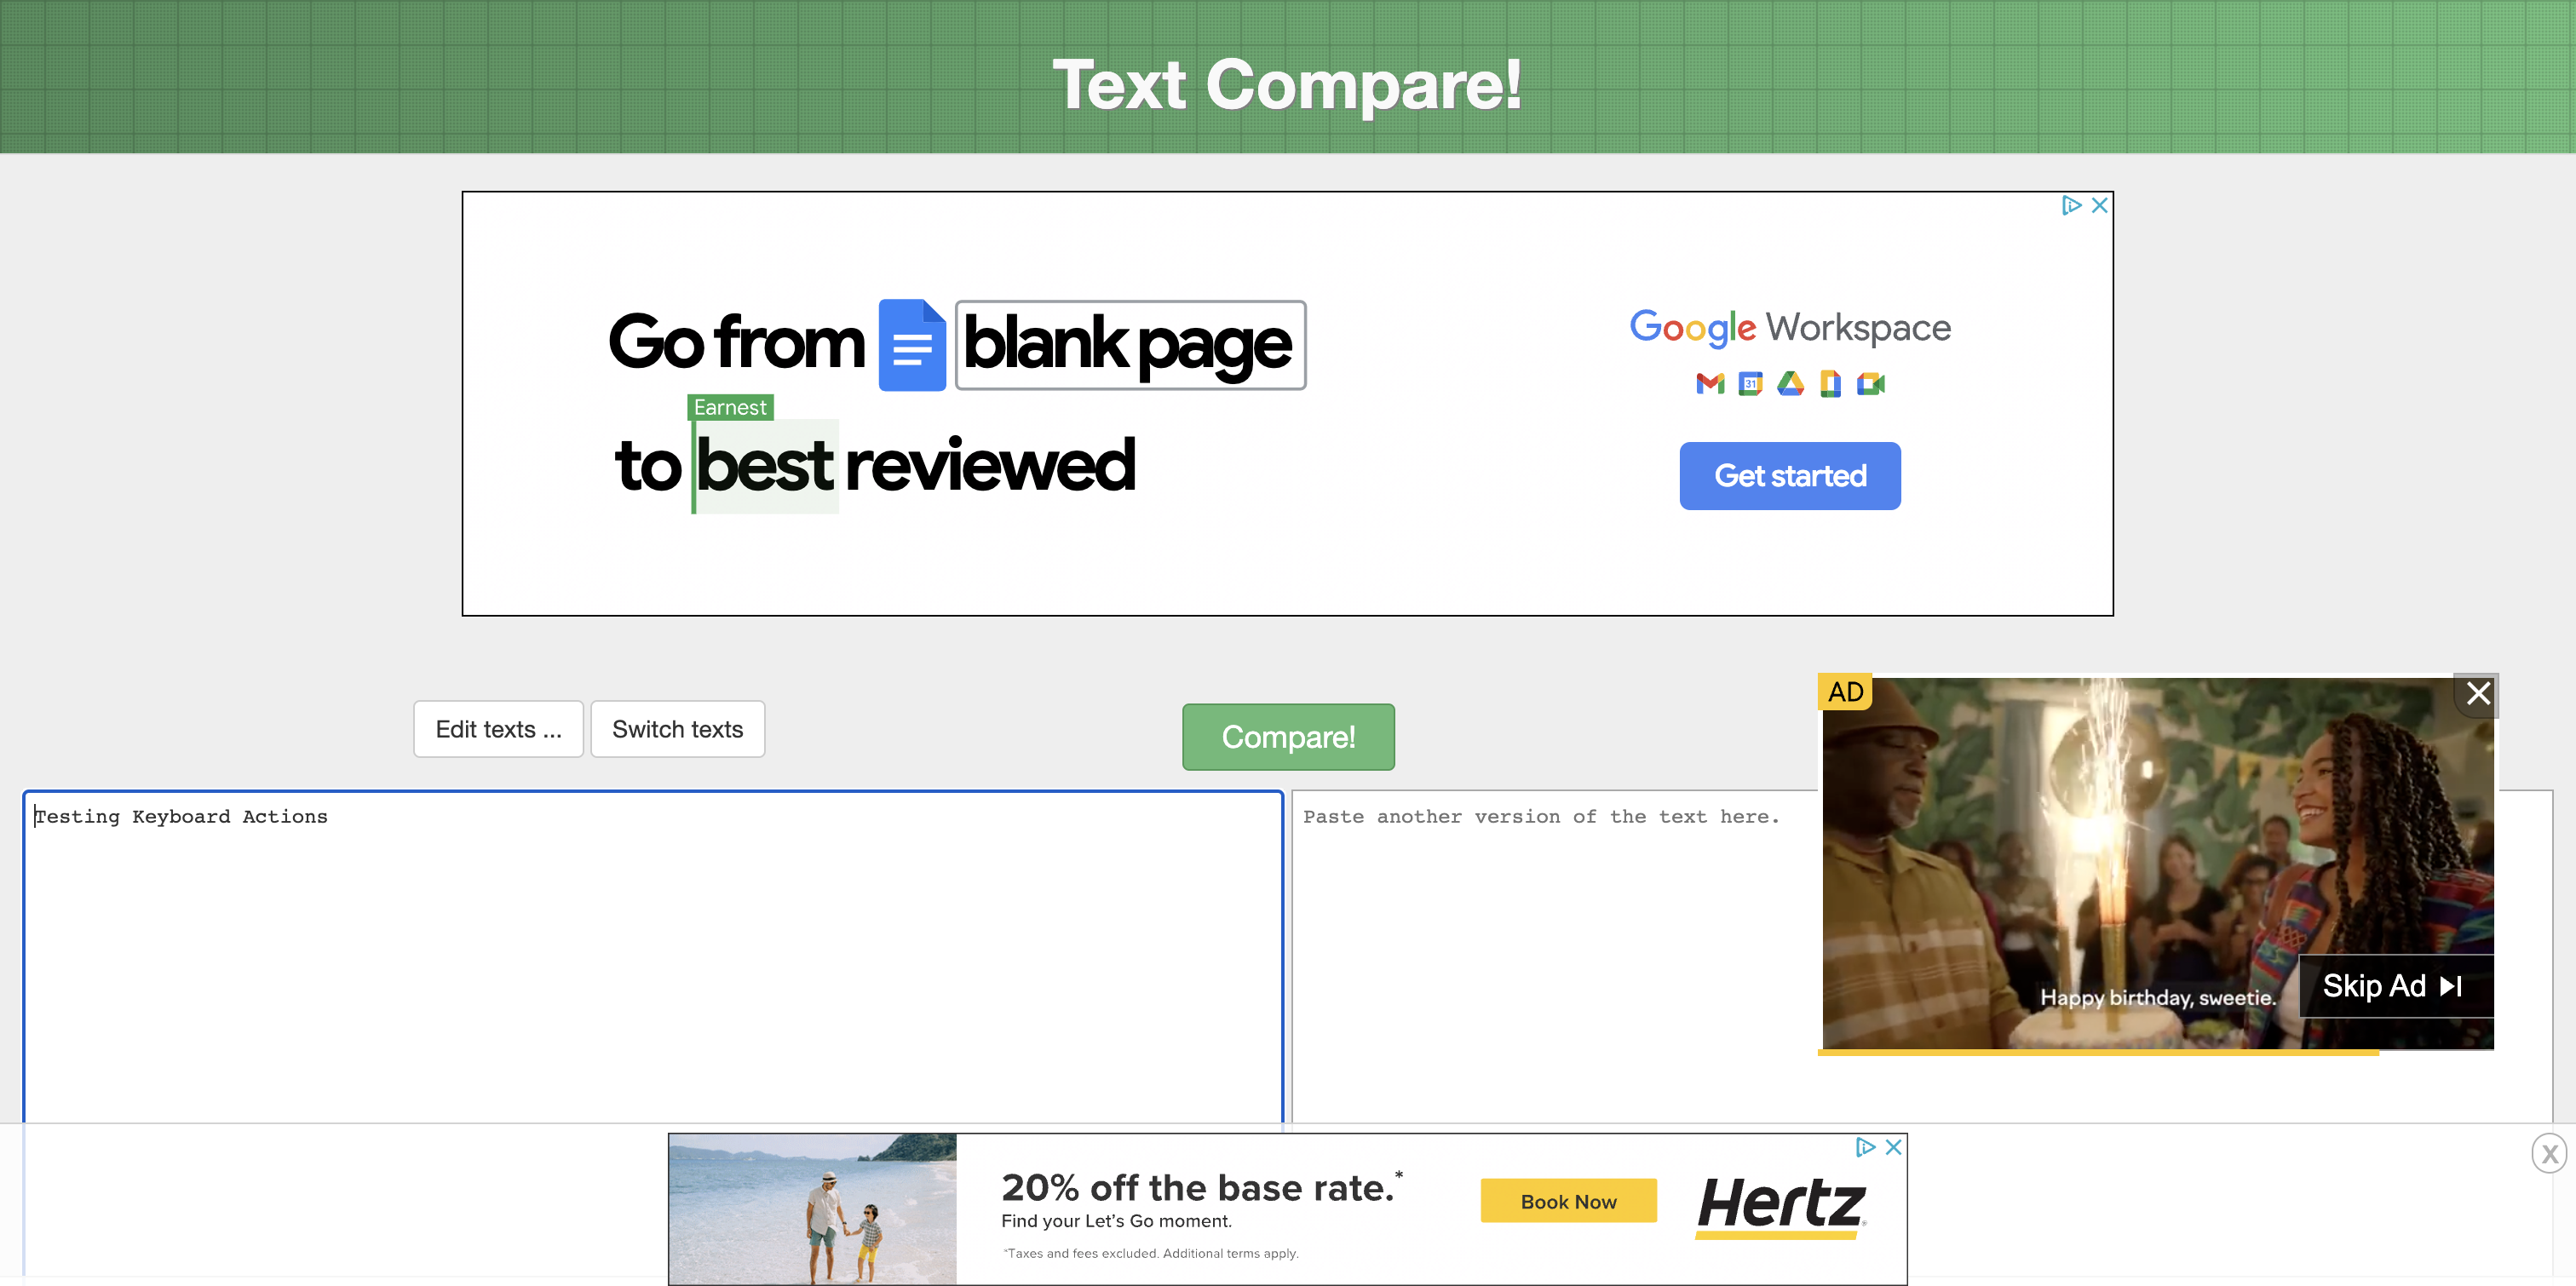 Text Compare!
Go from blank page
Earnest
to best reviewed
Google Workspace
31
Get started
Edit texts ...
Switch texts
Compare!
AD
Testing Keyboard Actions
Paste another version of the text here.
Happy birthday, sweetie.
Skip Ad
20% off the base rate.*
Find your Let's Go moment.
*Taxes and fees excluded. Additional terms apply.
Book Now
Hertz
X